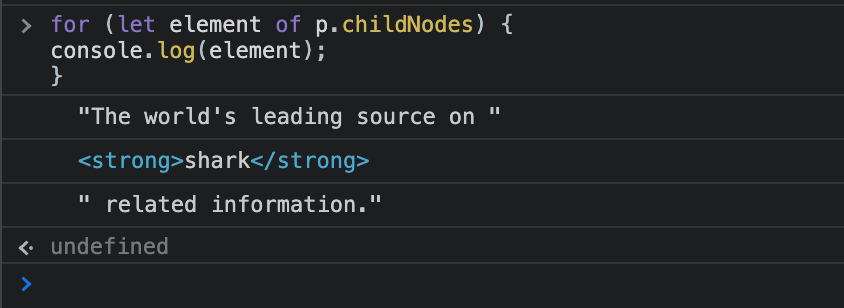 > for (let element of p.childNodes) {
console.log(element);
}
"The world's leading source on "
<strong>shark</strong>
" related information."
<· undefined
>